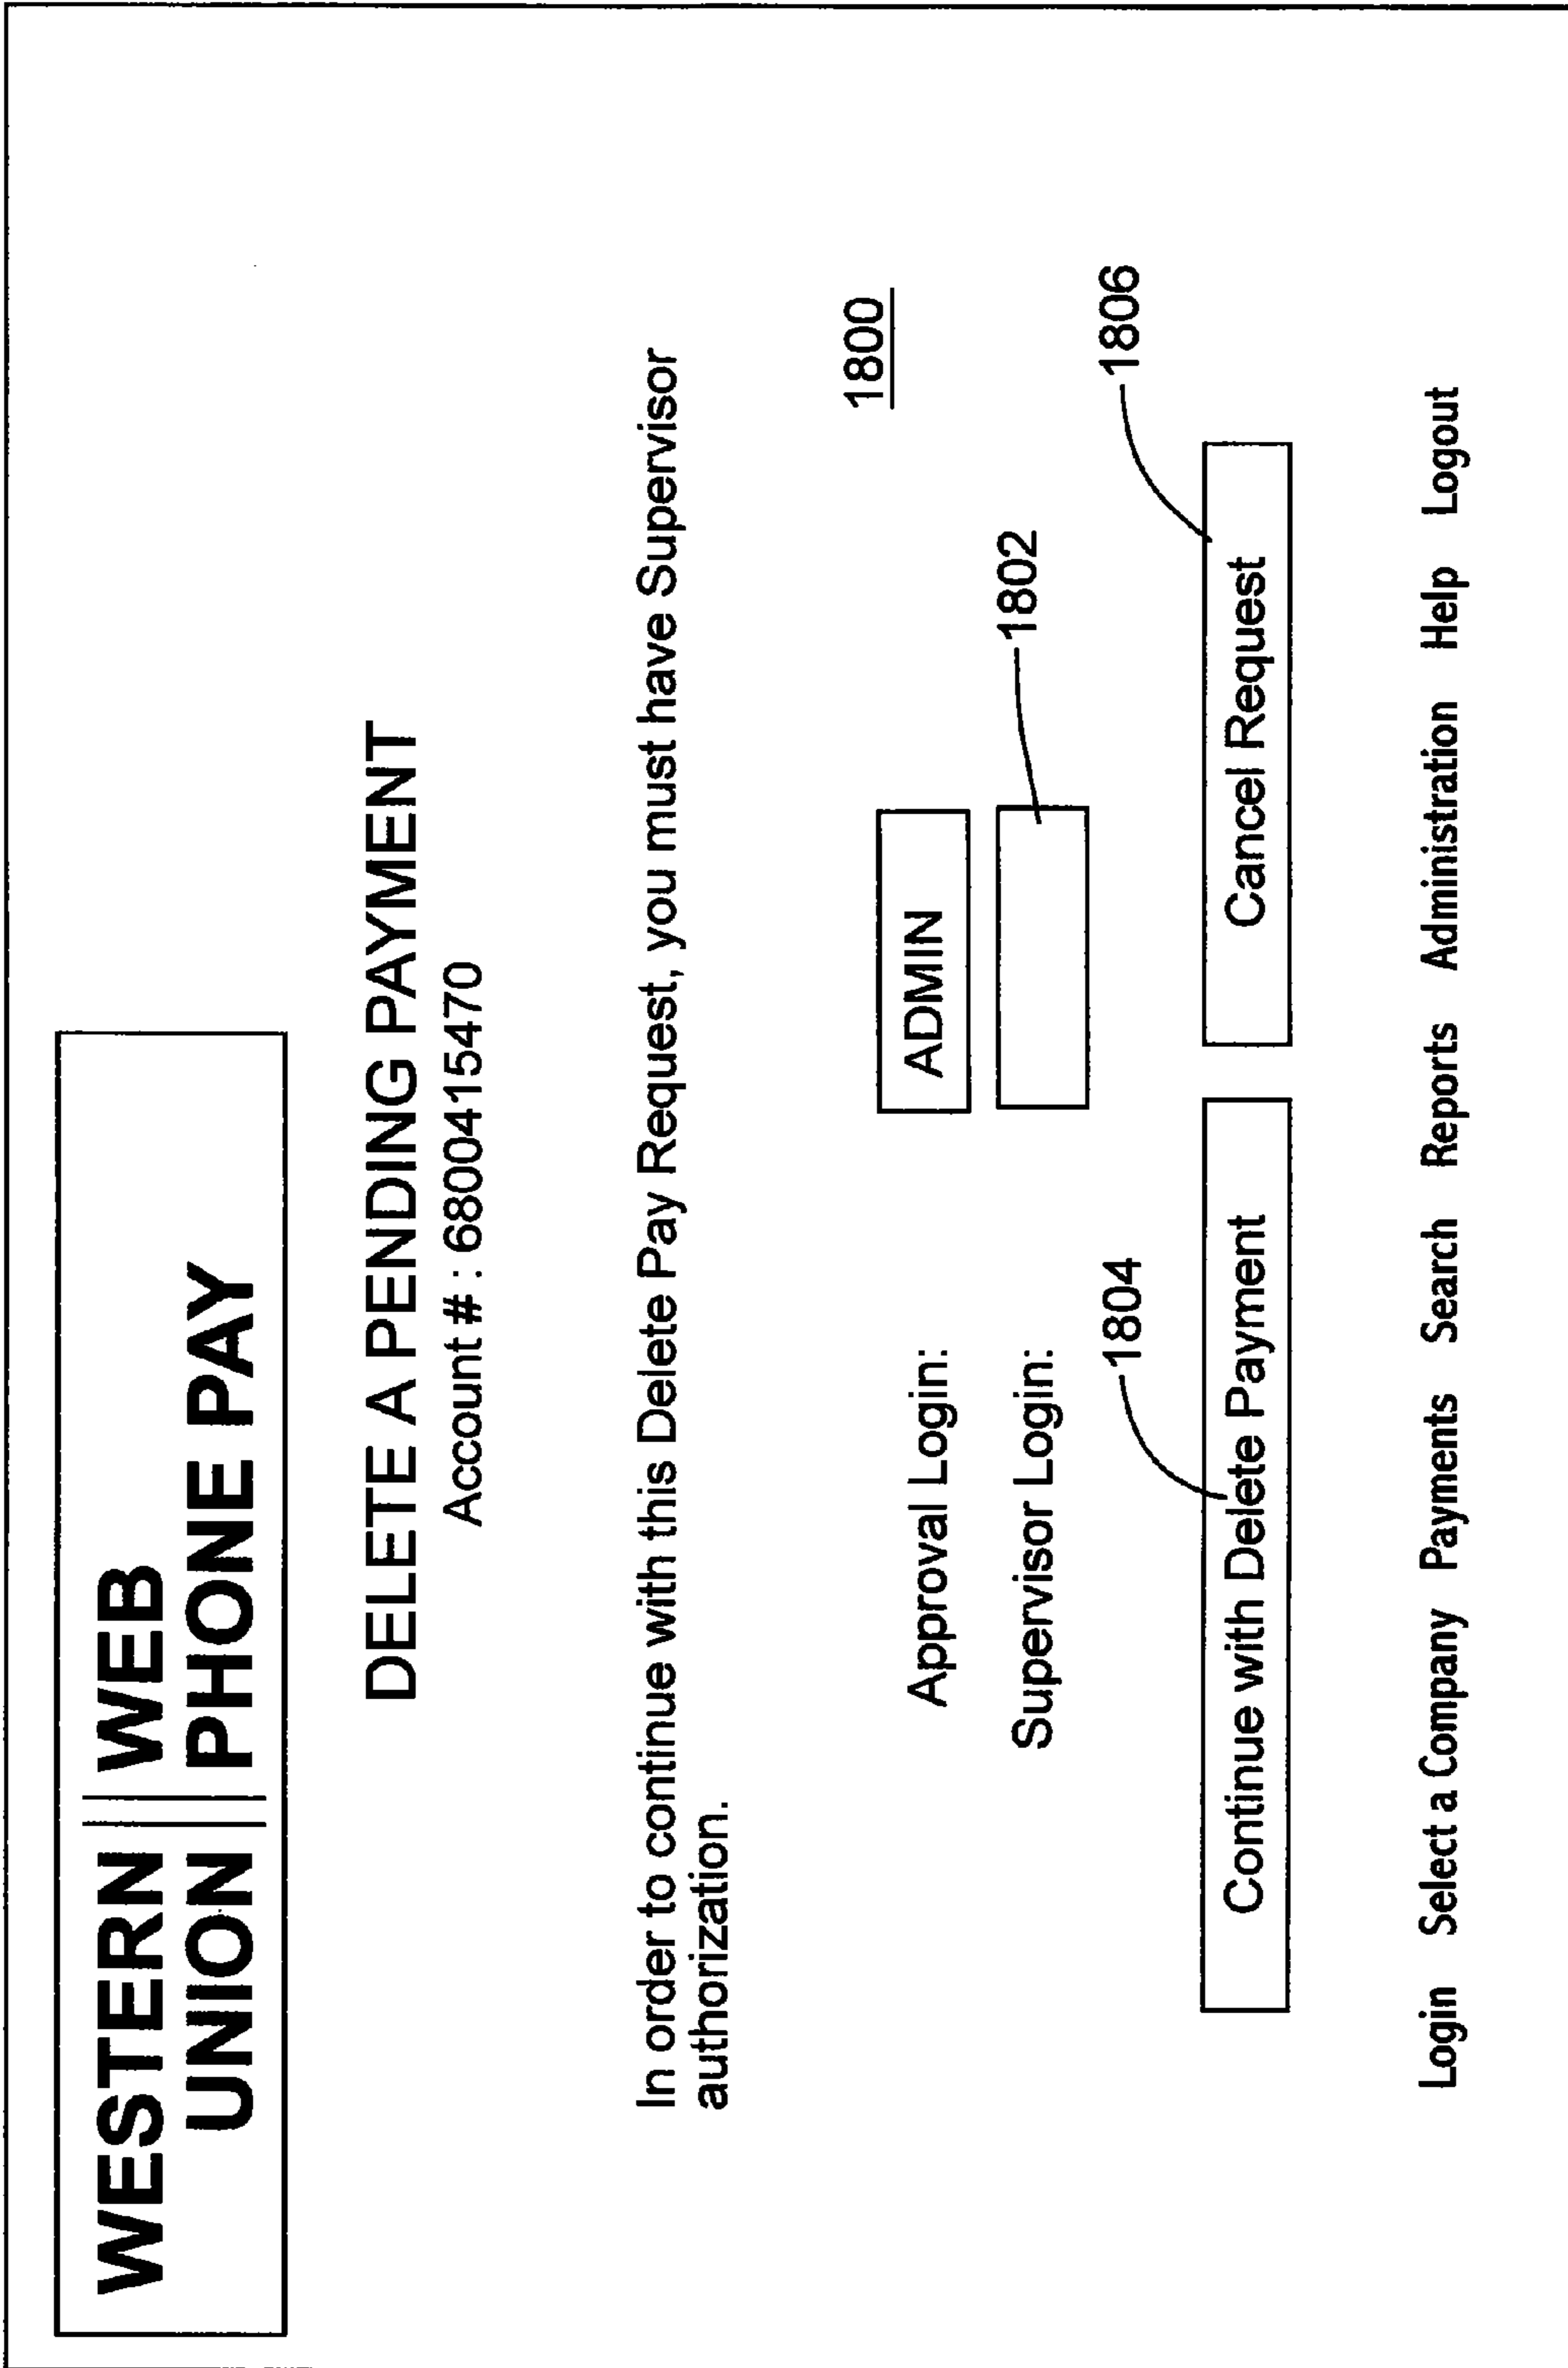 WESTERN WEB
UNION PHONE PAY
DELETE A PENDING PAYMENT
Account # : 6800415470
In order to continue with this Delete Pay Request, you must have Supervisor
authorization.
1800
Approval Login: ADMIN
Supervisor Login: 1802
1804 1806
Continue with Delete Payment Cancel Request
Login Select a Company Payments Search Reports Administration Help Logout